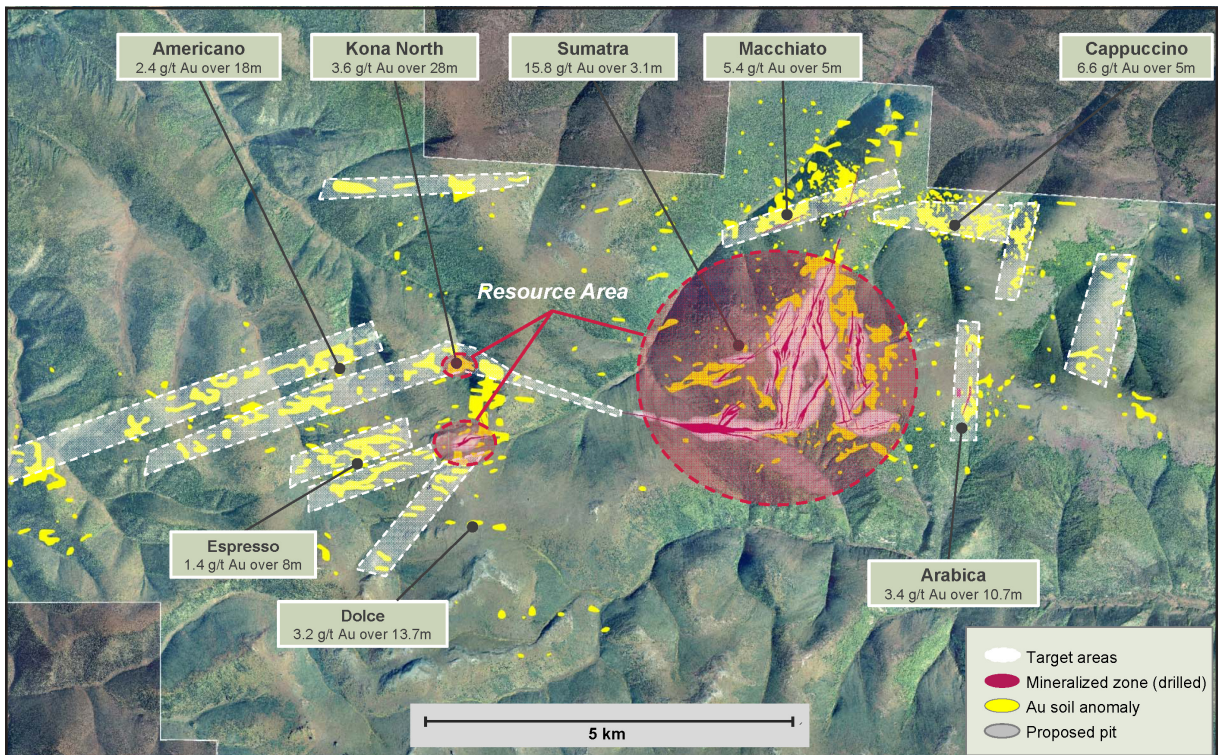 Americano
2.4 g/t Au over 18m
Kona North
3.6 g/t Au over 28m
Sumatra
15.8 g/t Au over 3.1m
Macchiato
5.4 g/t Au over 5m
Cappuccino
6.6 g/t Au over 5m
Resource Area
Espresso
1.4 g/t Au over 8m
Dolce
3.2 g/t Au over 13.7m
Arabica
3.4 g/t Au over 10.7m
Target areas
Mineralized zone (drilled)
Au soil anomaly
Proposed pit
5 km